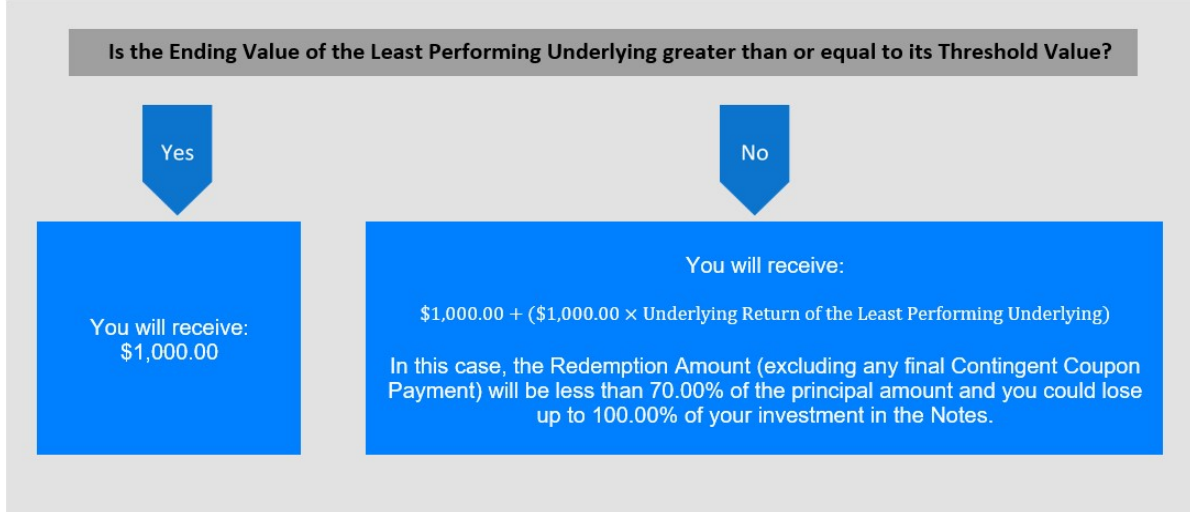 Is the Ending Value of the Least Performing Underlying greater than or equal to its Threshold Value?
Yes
No
You will receive:
$1,000.00
You will receive:
$1,000.00 + ($1,000.00 × Underlying Return of the Least Performing Underlying)
In this case, the Redemption Amount (excluding any final Contingent Coupon
Payment) will be less than 70.00% of the principal amount and you could lose
up to 100.00% of your investment in the Notes.